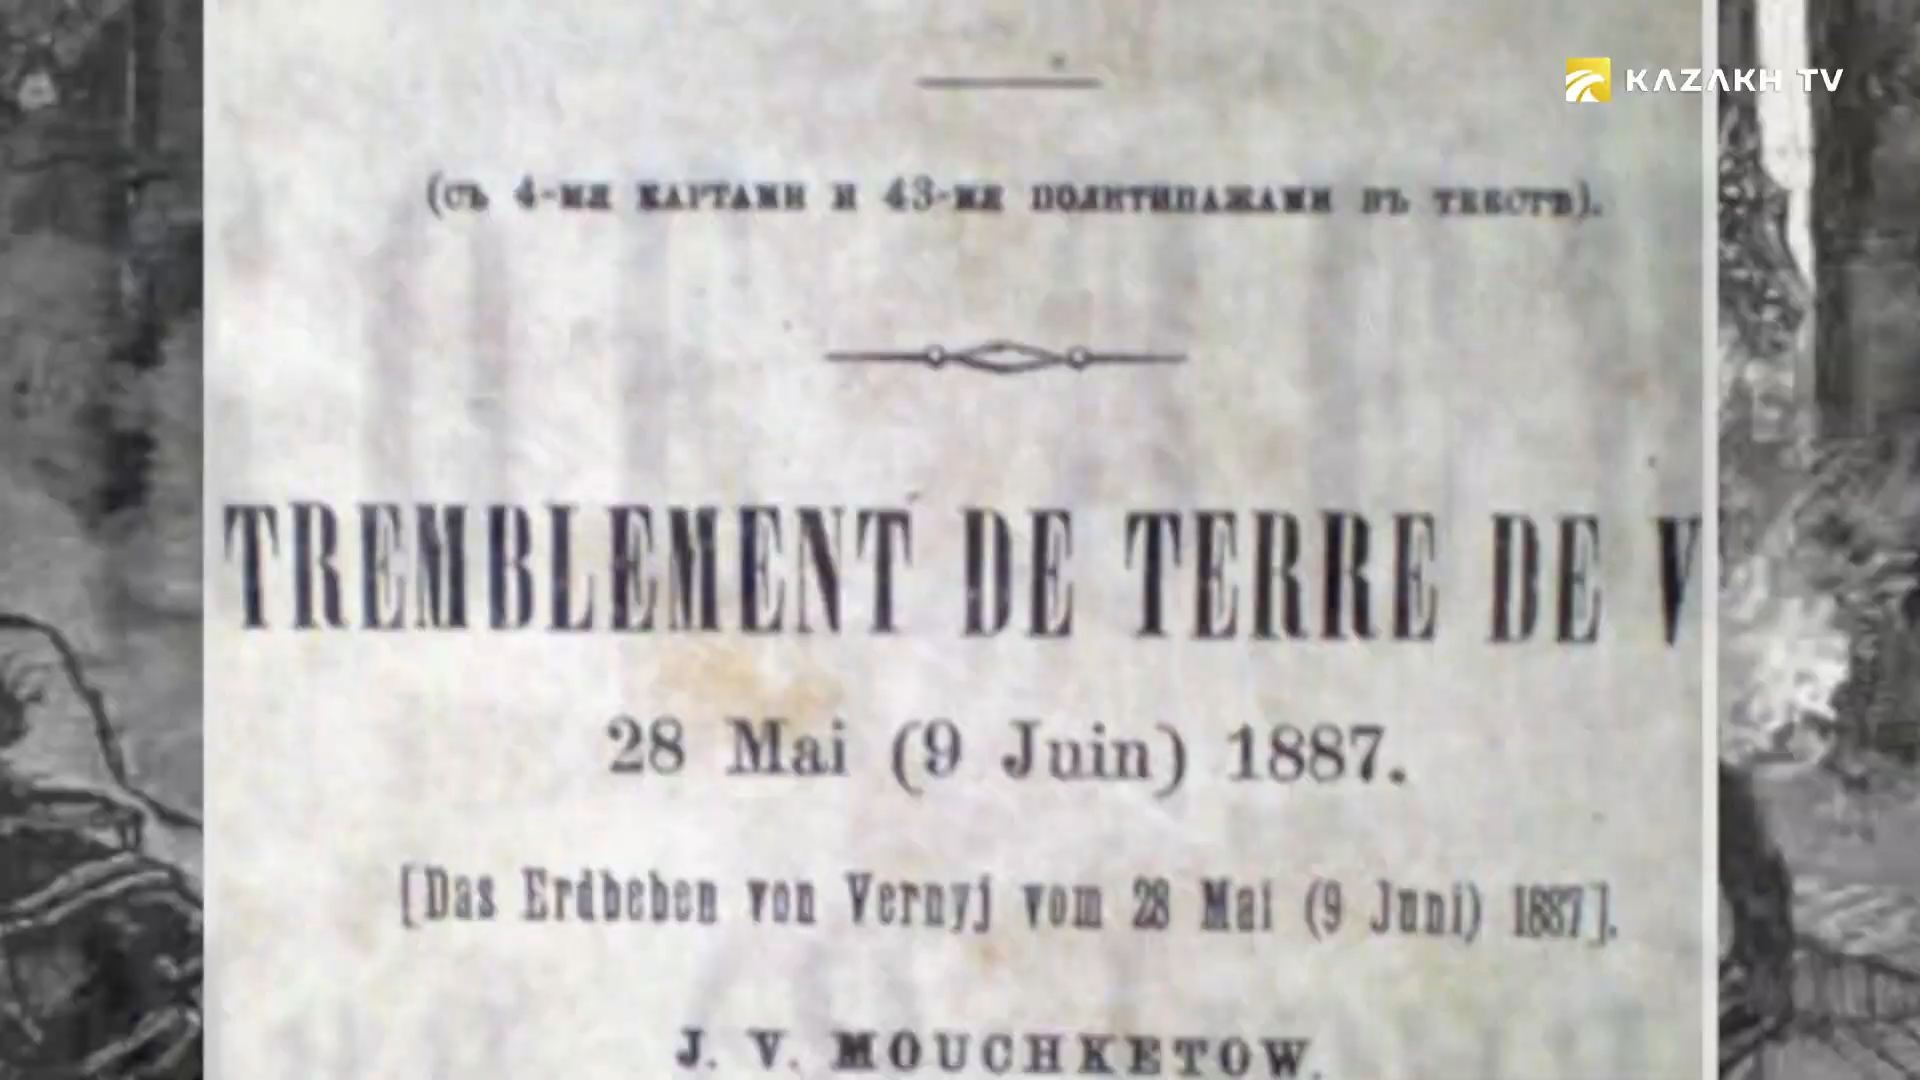 KAZAKH TV
(съ 4-мя картами и 43-мя политипажами въ текстѣ).
TREMBLEMENT DE TERRE DE V
28 Mai (9 Juin) 1887.
[Das Erdbeben von Vernyj vom 28 Mai (9 Juni) 1887].
J. V. MOUCHKETOW.